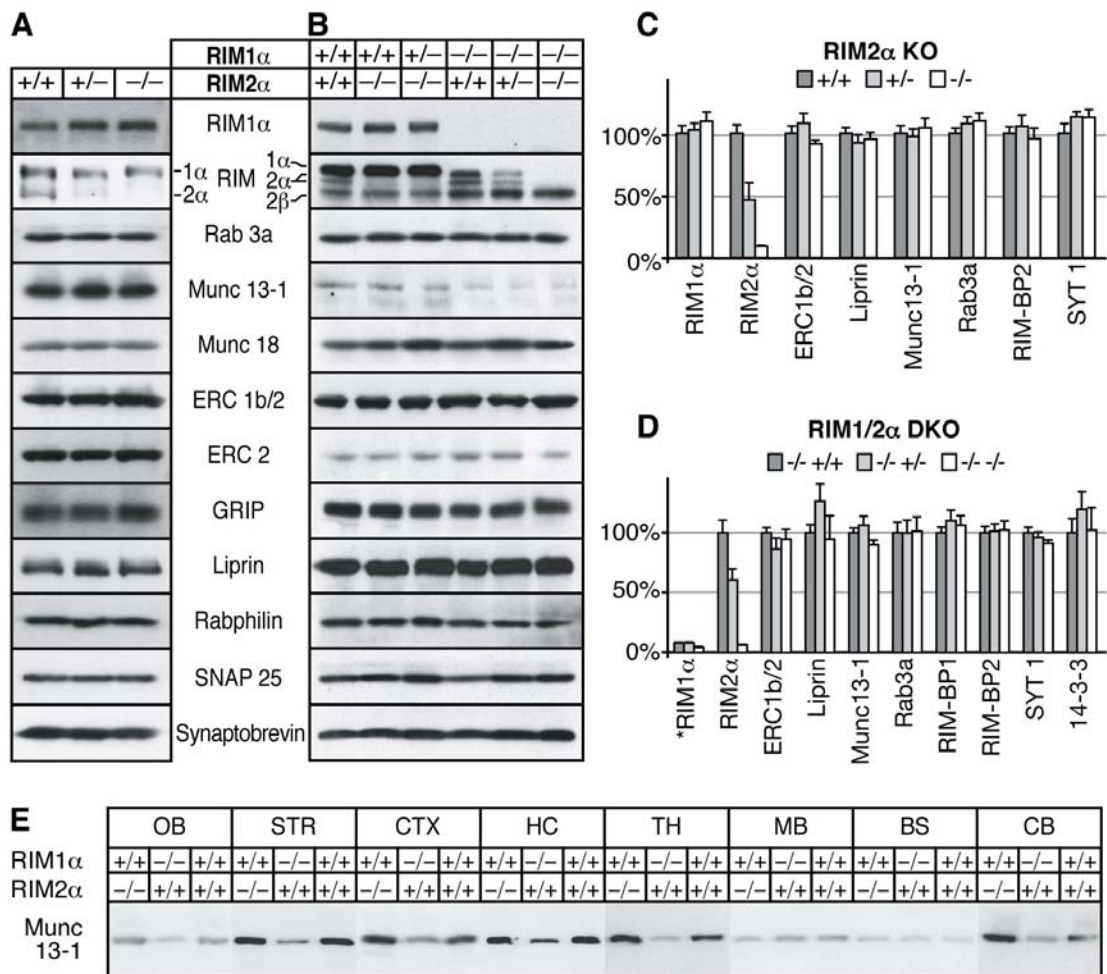 A
B
RIM1α +/+ +/+ +/− −/− −/− −/−
+/+ +/− −/− RIM2α +/+ −/− −/− +/+ +/− −/−
RIM1α
-1α RIM 1α
-2α 2α
2β
Rab 3a
Munc 13-1
Munc 18
ERC 1b/2
ERC 2
GRIP
Liprin
Rabphilin
SNAP 25
Synaptobrevin
C
RIM2α KO
+/+ +/- -/-
100%
50%
0%
RIM1α RIM2α ERC1b/2 Liprin Munc13-1 Rab3a RIM-BP2 SYT 1
D
RIM1/2α DKO
-/- +/+ -/- +/- -/- -/-
100%
50%
0%
*RIM1α RIM2α ERC1b/2 Liprin Munc13-1 Rab3a RIM-BP1 RIM-BP2 SYT 1 14-3-3
E
OB STR CTX HC TH MB BS CB
RIM1α +/+ −/− +/+ +/+ −/− +/+ +/+ −/− +/+ +/+ −/− +/+ +/+ −/− +/+ +/+ −/− +/+ +/+ −/− +/+ +/+ −/− +/+
RIM2α −/− +/+ +/+ −/− +/+ +/+ −/− +/+ +/+ −/− +/+ +/+ −/− +/+ +/+ −/− +/+ +/+ −/− +/+ +/+ −/− +/+ +/+
Munc
13-1